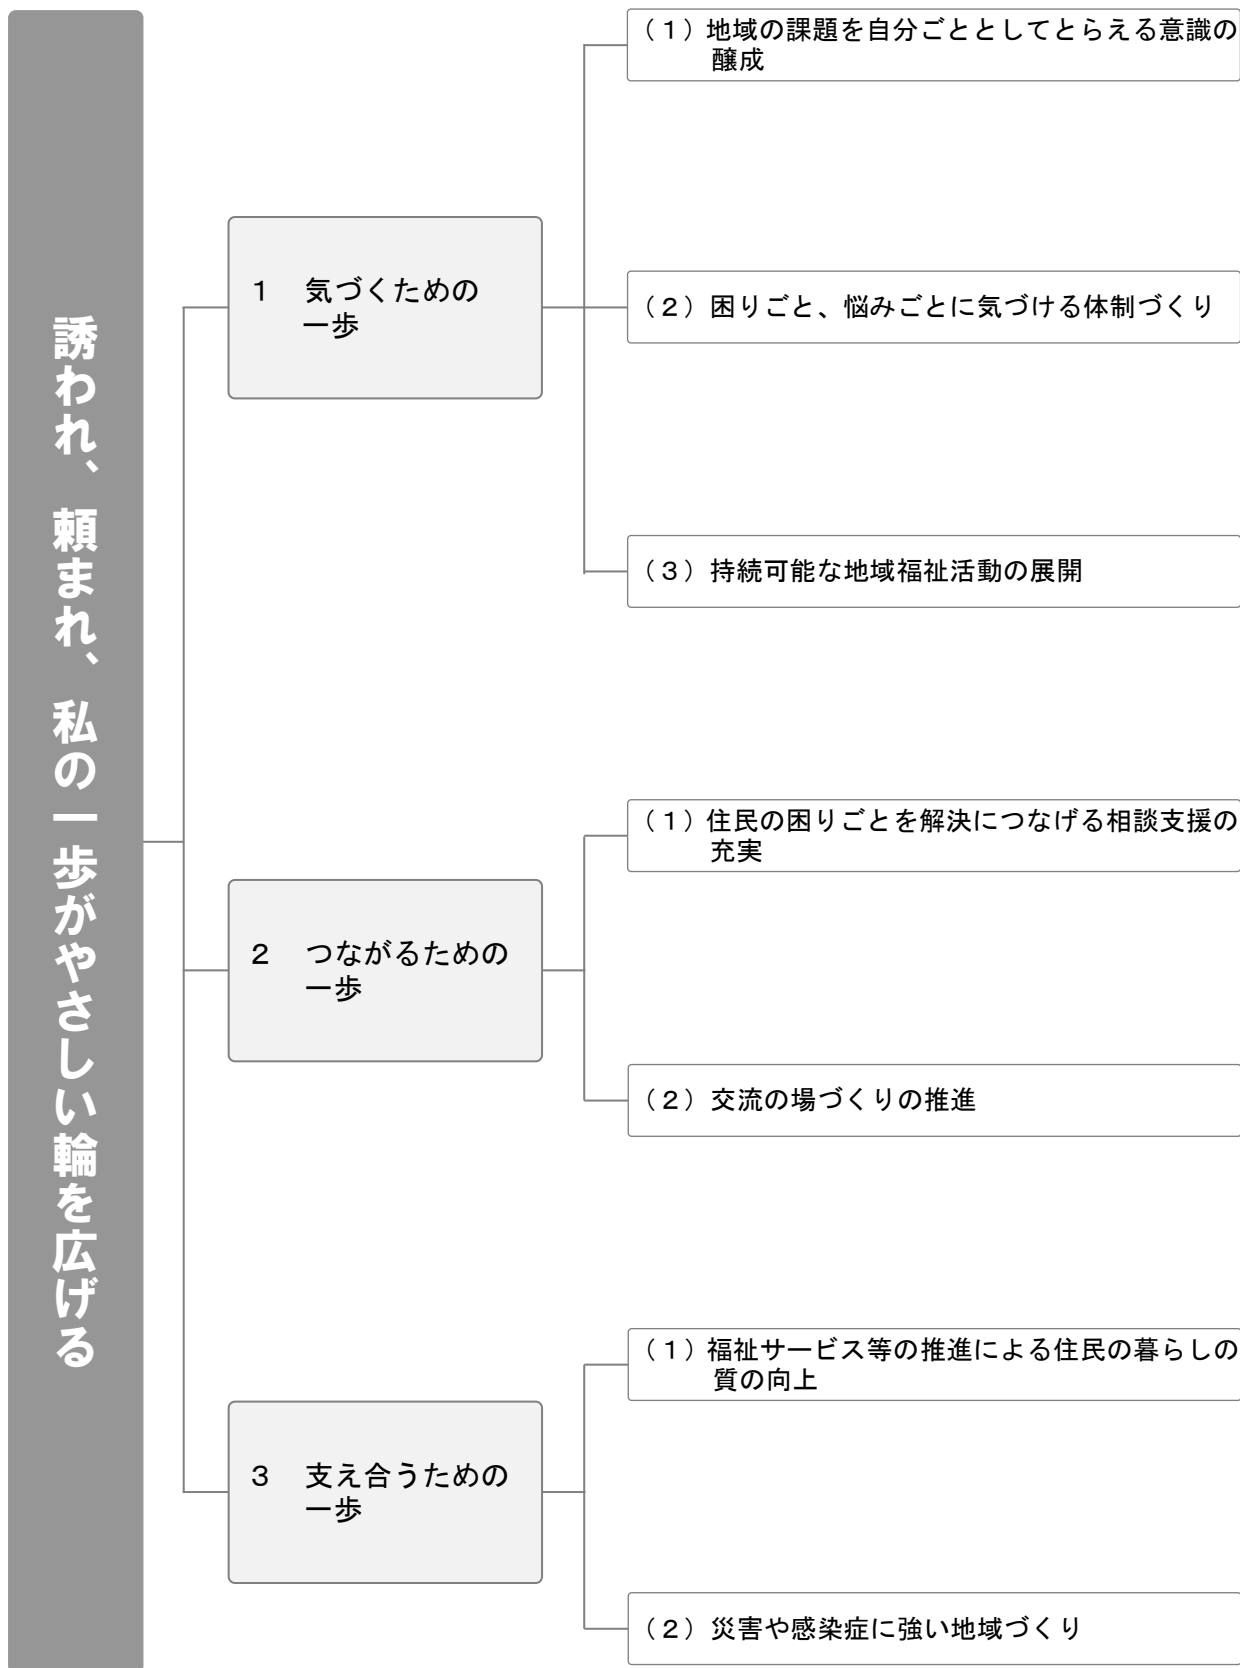 誘われ、頼まれ、私の一歩がやさしい輪を広げる
１　気づくための
一歩
（１）地域の課題を自分ごととしてとらえる意識の
醸成
（２）困りごと、悩みごとに気づける体制づくり
（３）持続可能な地域福祉活動の展開
２　つながるための
一歩
（１）住民の困りごとを解決につなげる相談支援の
充実
（２）交流の場づくりの推進
３　支え合うための
一歩
（１）福祉サービス等の推進による住民の暮らしの
質の向上
（２）災害や感染症に強い地域づくり